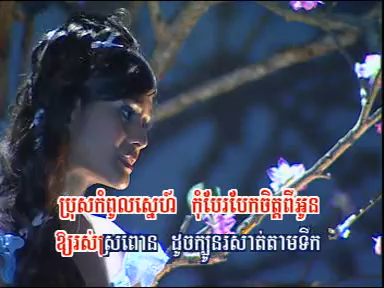 ប្រុសកំពូលស្នេហ៍ កុំបែរបែកចិត្តពីអូន
ឱ្យរស់ស្រពោន ដូចក្បូនរសាត់តាមទឹក